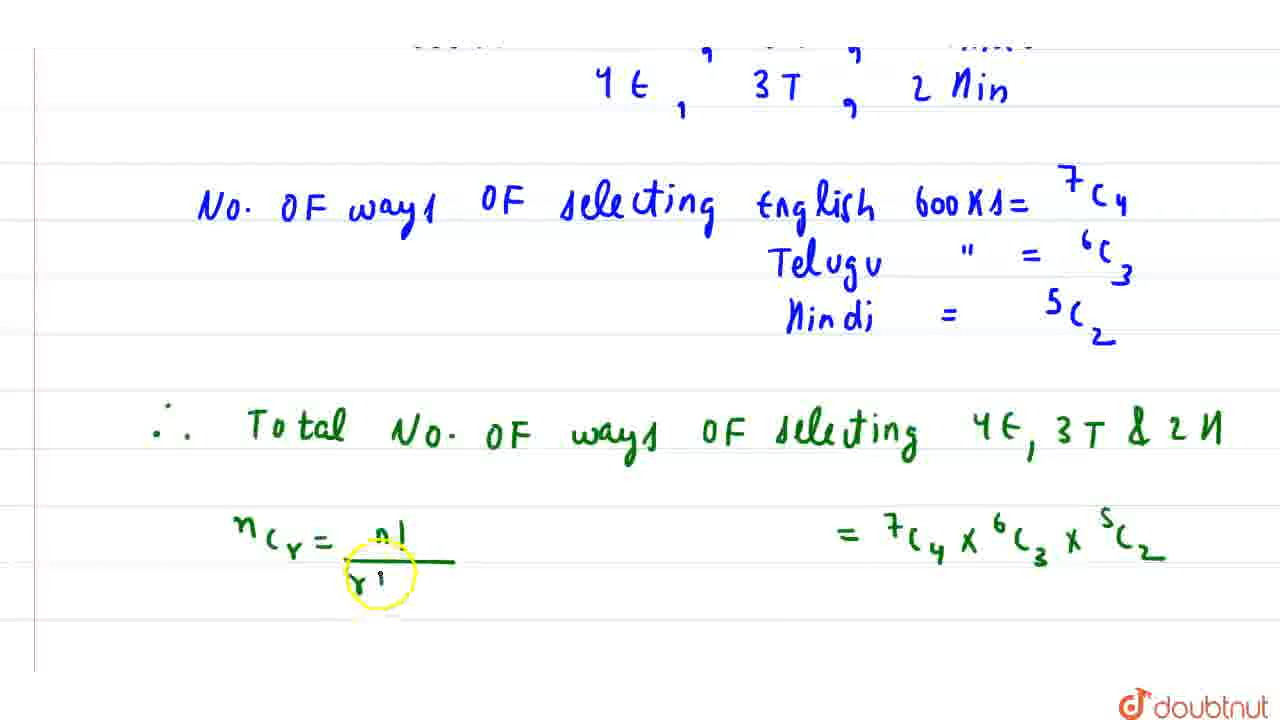 4 E , 3 T , 2 Hin
No. OF ways OF selecting English books = ⁷C₄
Telugu " = ⁶C₃
Hindi = ⁵C₂
∴ Total No. OF ways OF selecting 4E, 3T & 2H
ⁿCᵣ = n!
r!
= ⁷C₄ × ⁶C₃ × ⁵C₂
doubtnut